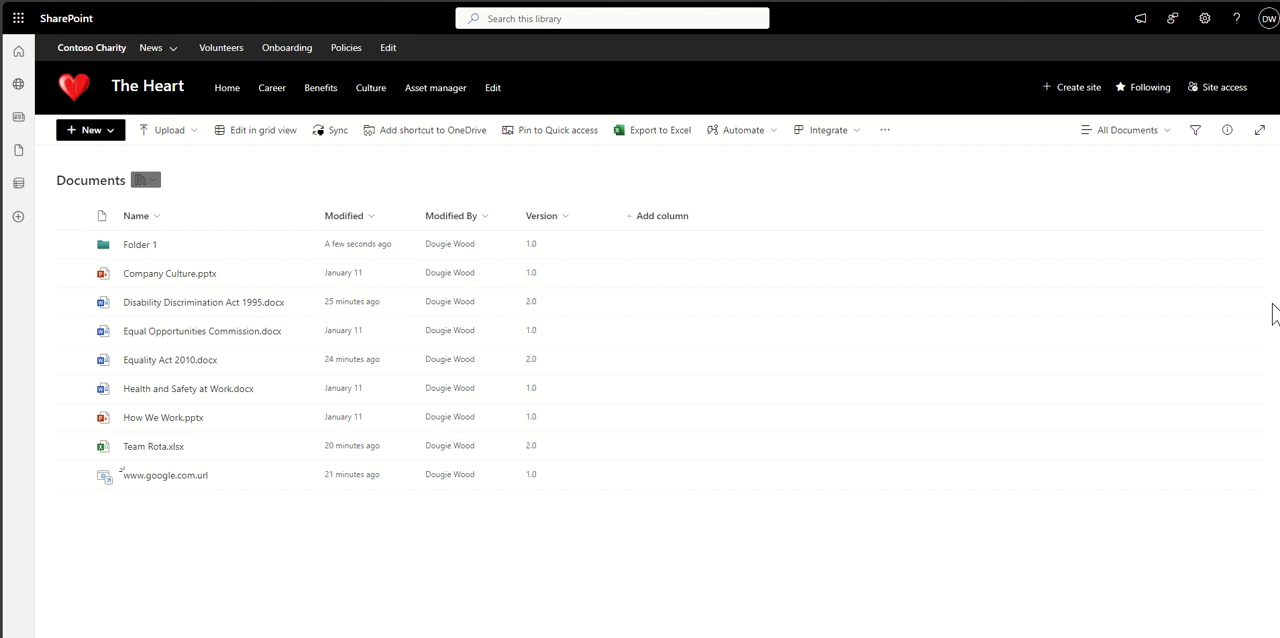 SharePoint Search this library ? DW
Contoso Charity News Volunteers Onboarding Policies Edit
The Heart Home Career Benefits Culture Asset manager Edit + Create site Following Site access
+ New Upload Edit in grid view Sync Add shortcut to OneDrive Pin to Quick access Export to Excel Automate Integrate ... All Documents
Documents
Name Modified Modified By Version + Add column
Folder 1 A few seconds ago Dougie Wood 1.0
Company Culture.pptx January 11 Dougie Wood 1.0
Disability Discrimination Act 1995.docx 25 minutes ago Dougie Wood 2.0
Equal Opportunities Commission.docx January 11 Dougie Wood 1.0
Equality Act 2010.docx 24 minutes ago Dougie Wood 2.0
Health and Safety at Work.docx January 11 Dougie Wood 1.0
How We Work.pptx January 11 Dougie Wood 1.0
Team Rota.xlsx 20 minutes ago Dougie Wood 2.0
www.google.com.url 21 minutes ago Dougie Wood 1.0